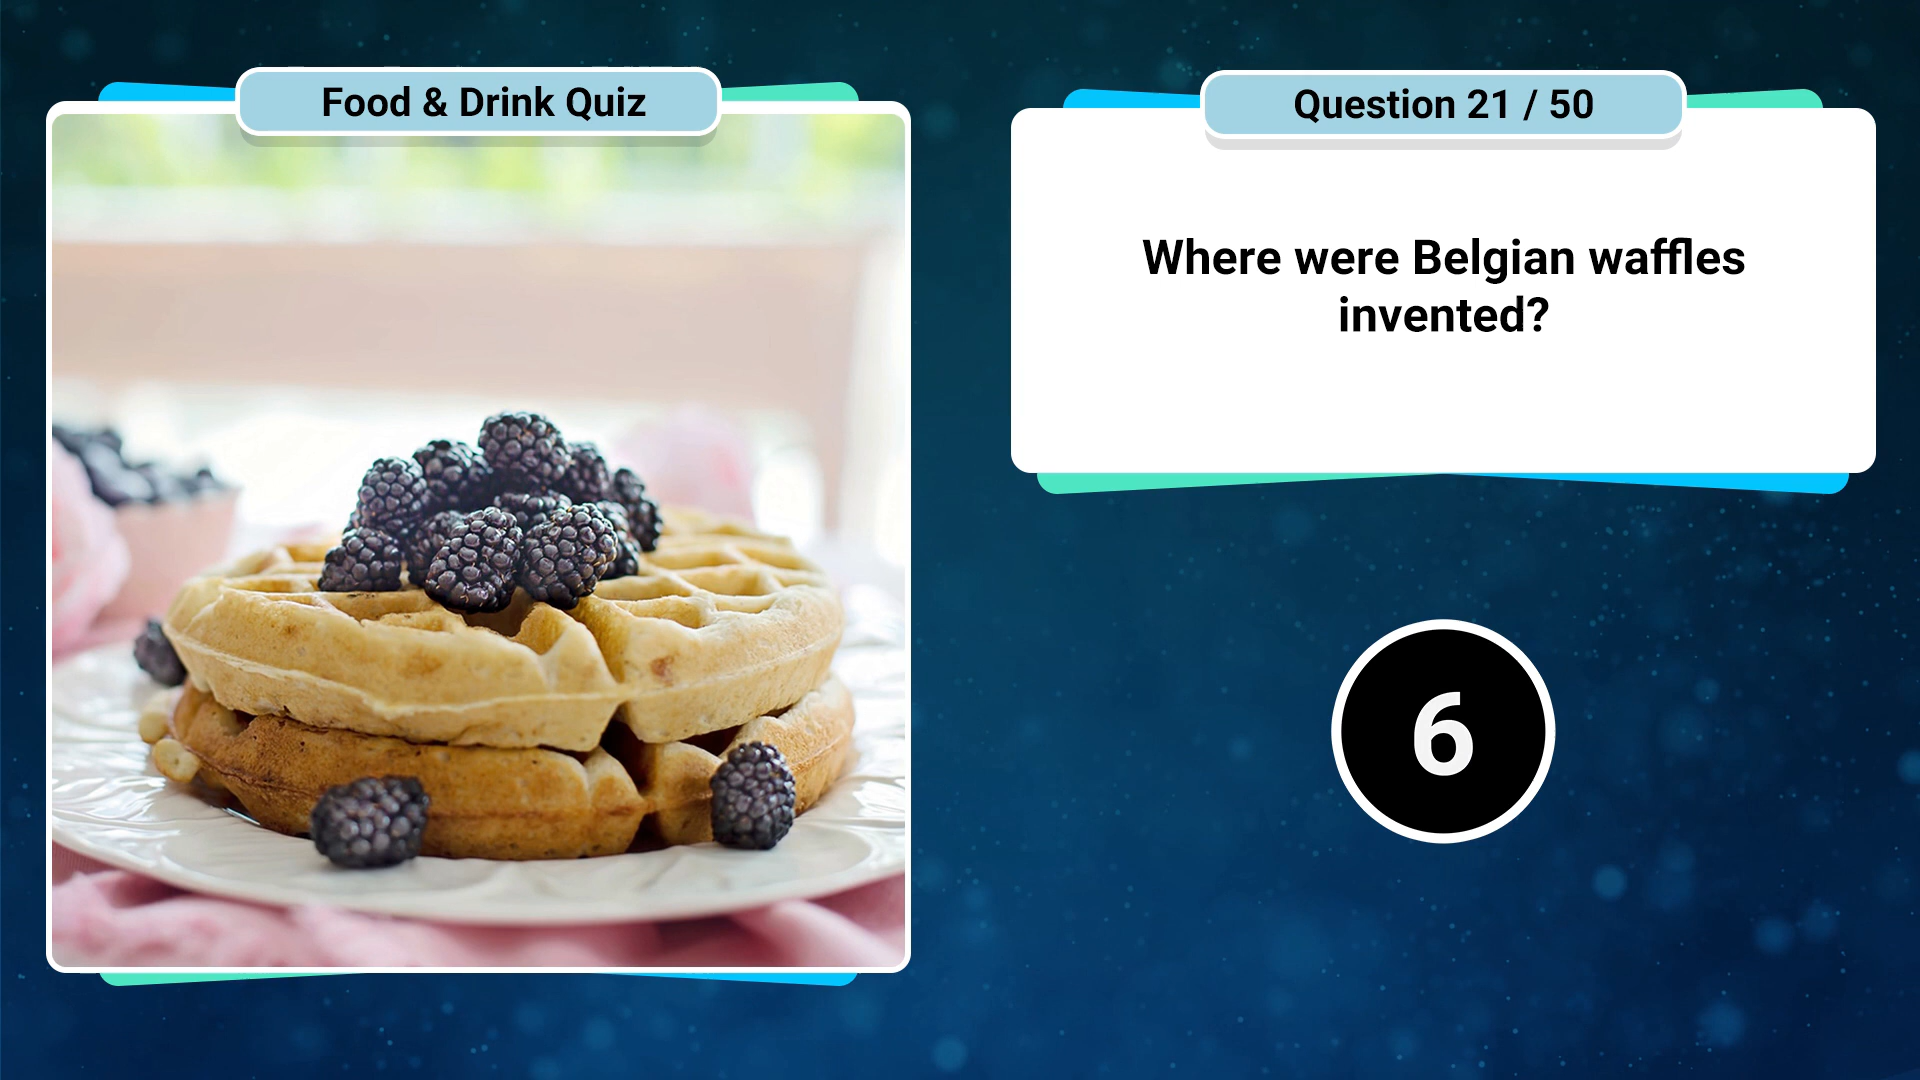 Food & Drink Quiz
Question 21 / 50
Where were Belgian waffles
invented?
6